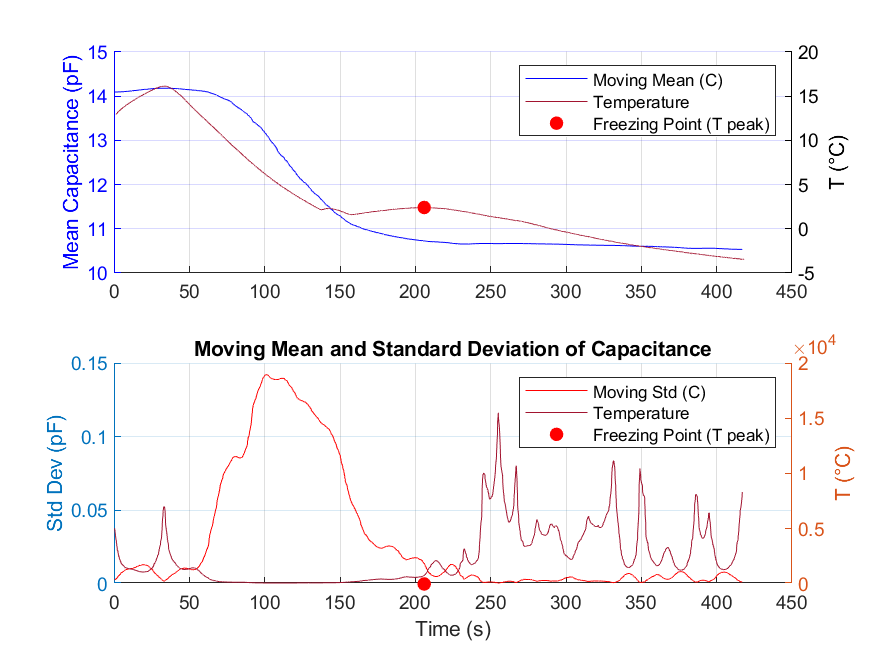 15
14
13
12
11
10
Mean Capacitance (pF)
20
15
10
5
0
-5
T (°C)
Moving Mean (C)
Temperature
Freezing Point (T peak)
0 50 100 150 200 250 300 350 400 450
Moving Mean and Standard Deviation of Capacitance
0.15
0.1
0.05
0
Std Dev (pF)
×10⁴
2
1.5
1
0.5
0
T (°C)
Moving Std (C)
Temperature
Freezing Point (T peak)
0 50 100 150 200 250 300 350 400 450
Time (s)